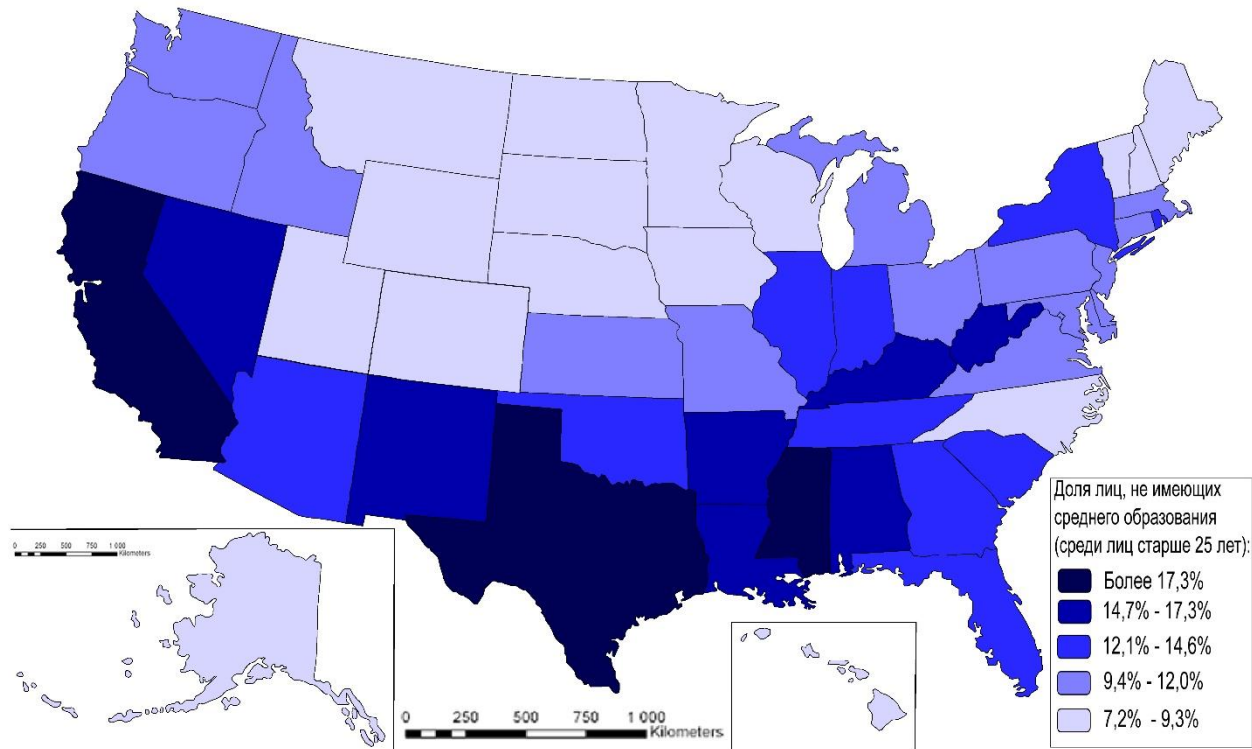 Доля лиц, не имеющих
среднего образования
(среди лиц старше 25 лет):
Более 17,3%
14,7% - 17,3%
12,1% - 14,6%
9,4% - 12,0%
7,2% - 9,3%
0 250 500 750 1 000
Kilometers
0 250 500 750 1 000
Kilometers